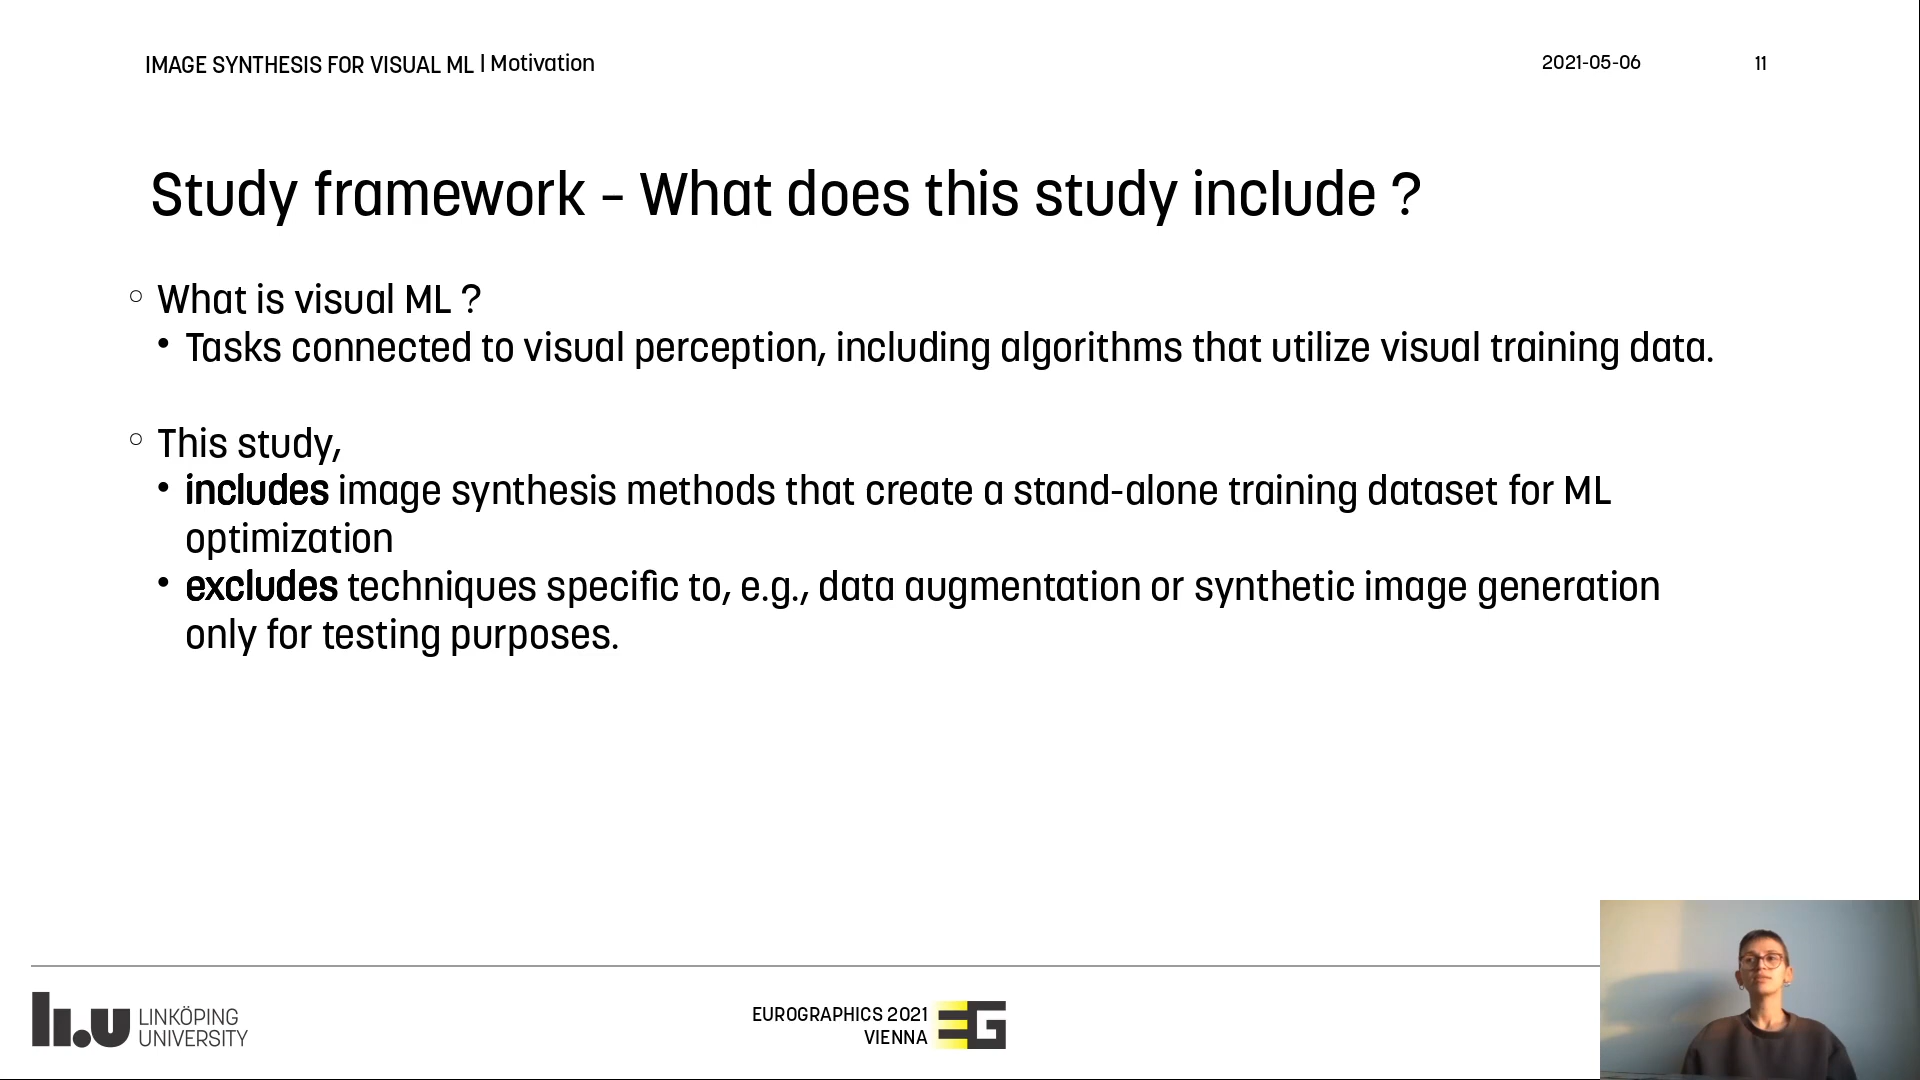 IMAGE SYNTHESIS FOR VISUAL ML | Motivation
2021-05-06
11
Study framework – What does this study include ?
○ What is visual ML ?
• Tasks connected to visual perception, including algorithms that utilize visual training data.
○ This study,
• includes image synthesis methods that create a stand-alone training dataset for ML
optimization
• excludes techniques specific to, e.g., data augmentation or synthetic image generation
only for testing purposes.
li.u LINKÖPING
UNIVERSITY
EUROGRAPHICS 2021
VIENNA
EG